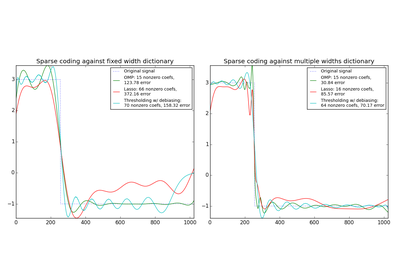 Sparse coding against fixed width dictionary
Original signal
OMP: 15 nonzero coefs,
123.78 error
Lasso: 66 nonzero coefs,
372.16 error
Thresholding w/ debiasing:
70 nonzero coefs, 158.32 error
3
2
1
0
−1
0 200 400 600 800 1000
Sparse coding against multiple widths dictionary
Original signal
OMP: 15 nonzero coefs,
30.84 error
Lasso: 16 nonzero coefs,
85.57 error
Thresholding w/ debiasing:
64 nonzero coefs, 70.17 error
3
2
1
0
−1
0 200 400 600 800 1000